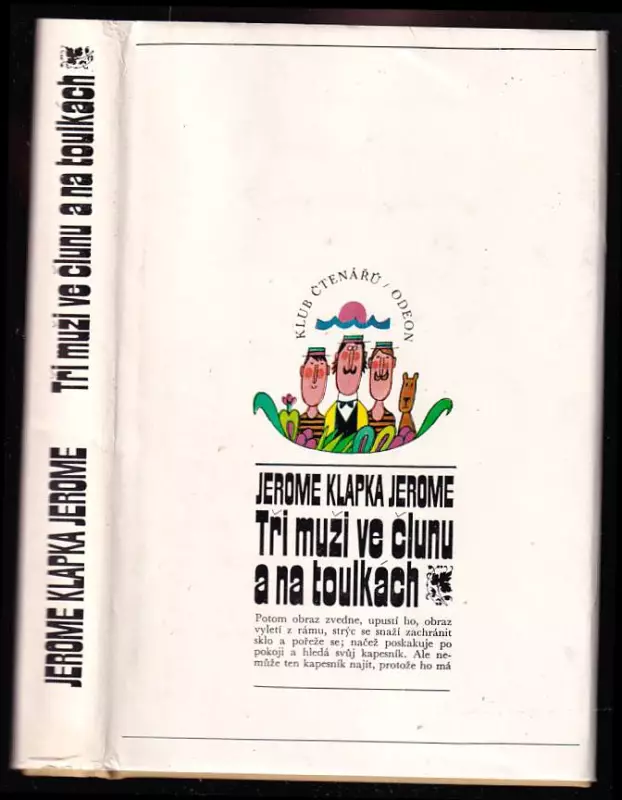 Tři muži ve člunu a na toulkách
JEROME KLAPKA JEROME
KLUB ČTENÁŘŮ / ODEON
JEROME KLAPKA JEROME
Tři muži ve člunu
a na toulkách
Potom obraz zvedne, upustí ho, obraz
vyletí z rámu, strýc se snaží zachránit
sklo a pořeže se; načež poskakuje po
pokoji a hledá svůj kapesník. Ale ne-
může ten kapesník najít, protože ho má